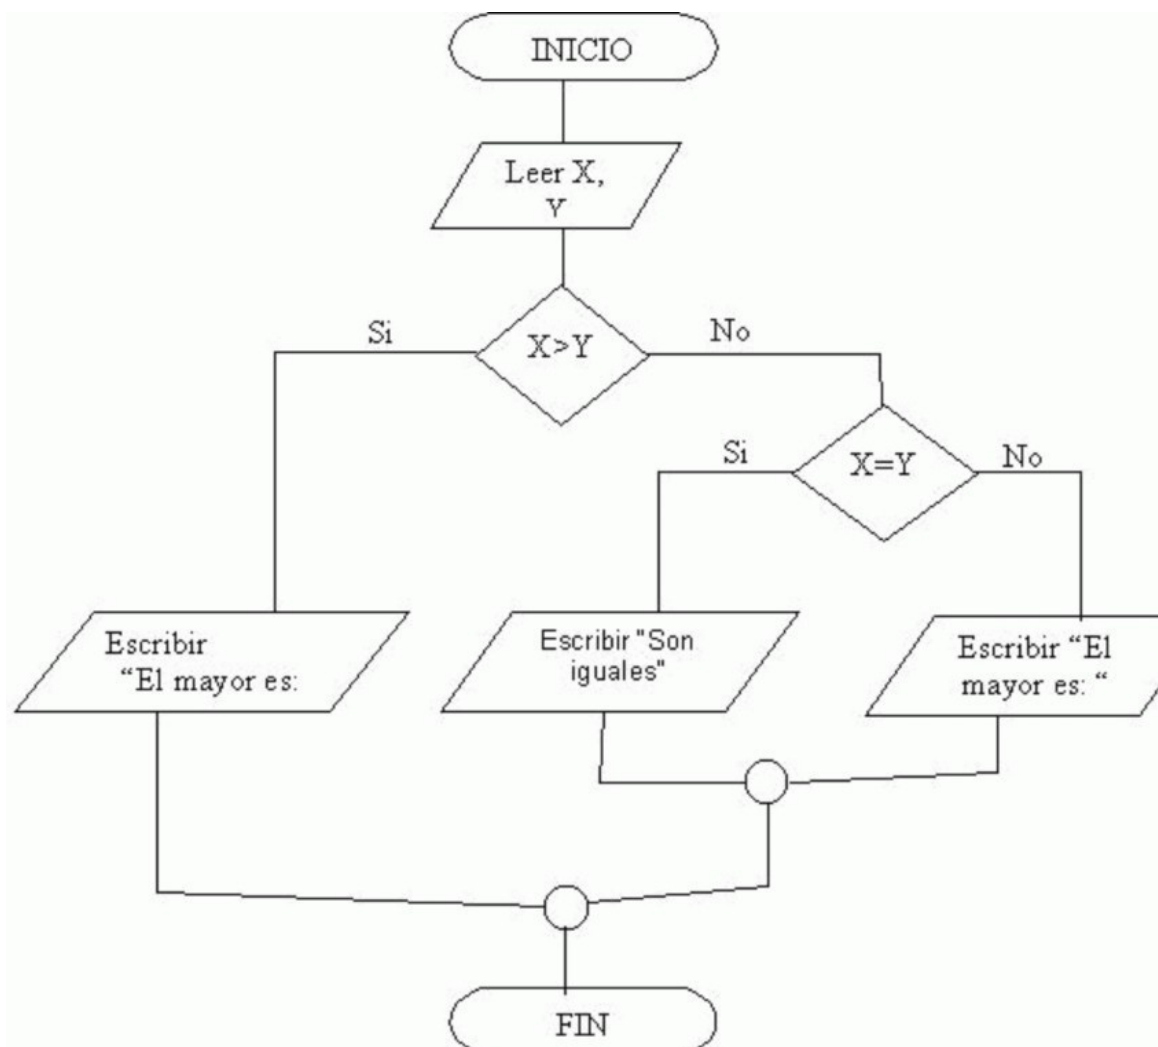 INICIO
Leer X,
Y
Si
X>Y
No
Si
X=Y
No
Escribir
“El mayor es:
Escribir "Son
iguales"
Escribir “El
mayor es: “
FIN